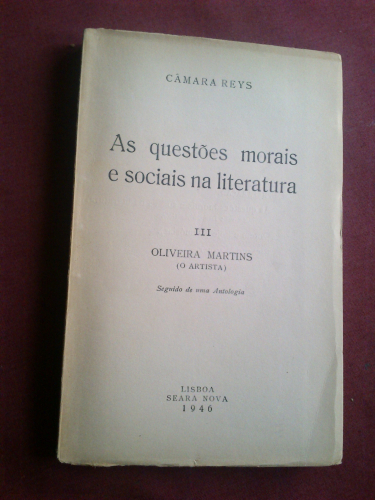 CÂMARA REYS
As questões morais
e sociais na literatura
III
OLIVEIRA MARTINS
(O ARTISTA)
Seguido de uma Antologia
LISBOA
SEARA NOVA
1946